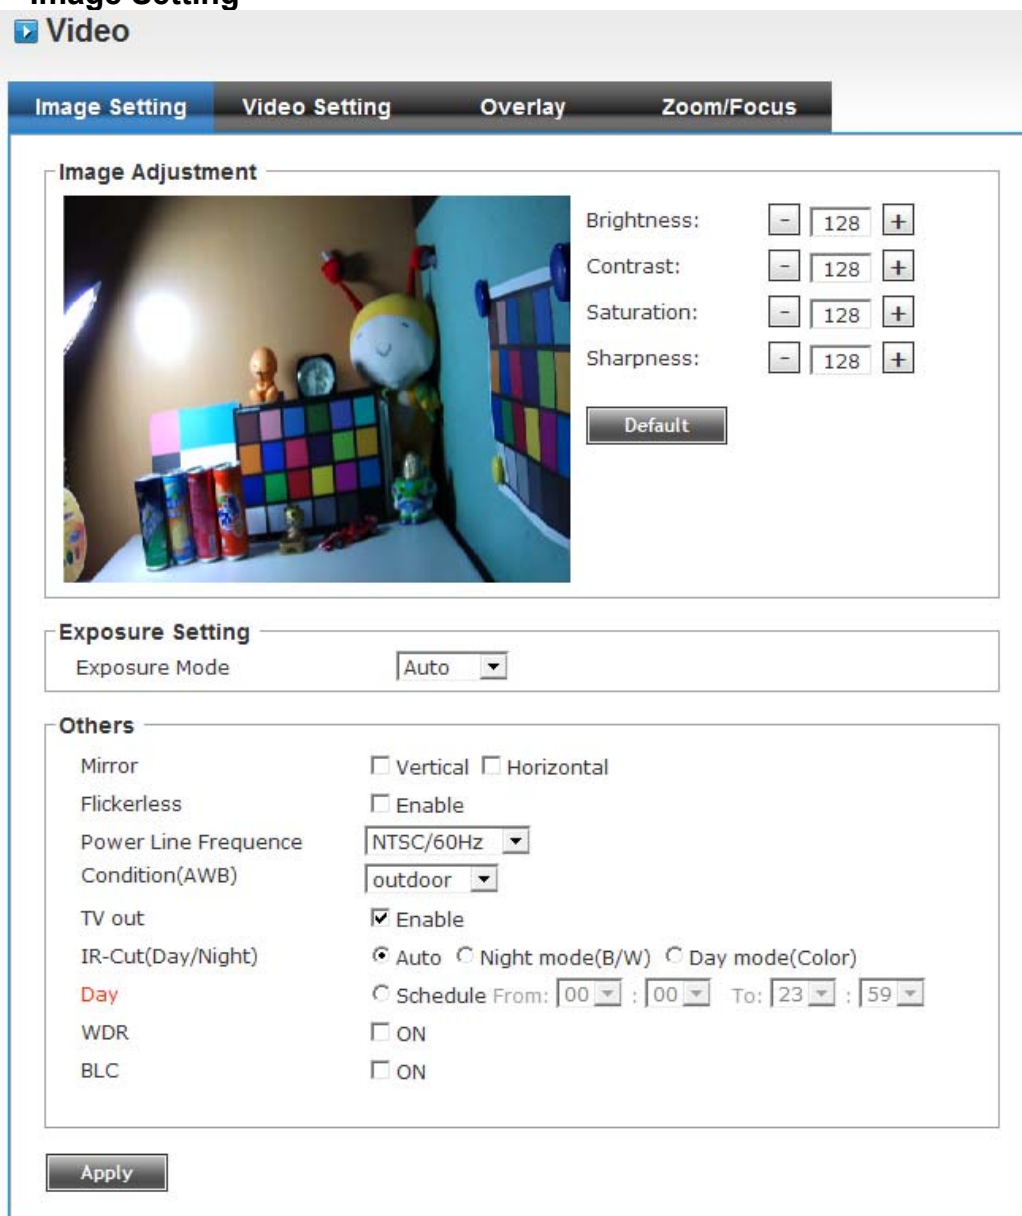 Image Setting
Video
Image Setting Video Setting Overlay Zoom/Focus
Image Adjustment
Brightness: - 128 +
Contrast: - 128 +
Saturation: - 128 +
Sharpness: - 128 +
Default
Exposure Setting
Exposure Mode Auto
Others
Mirror Vertical Horizontal
Flickerless Enable
Power Line Frequence NTSC/60Hz
Condition(AWB) outdoor
TV out Enable
IR-Cut(Day/Night) Auto Night mode(B/W) Day mode(Color)
Day Schedule From: 00 : 00 To: 23 : 59
WDR ON
BLC ON
Apply